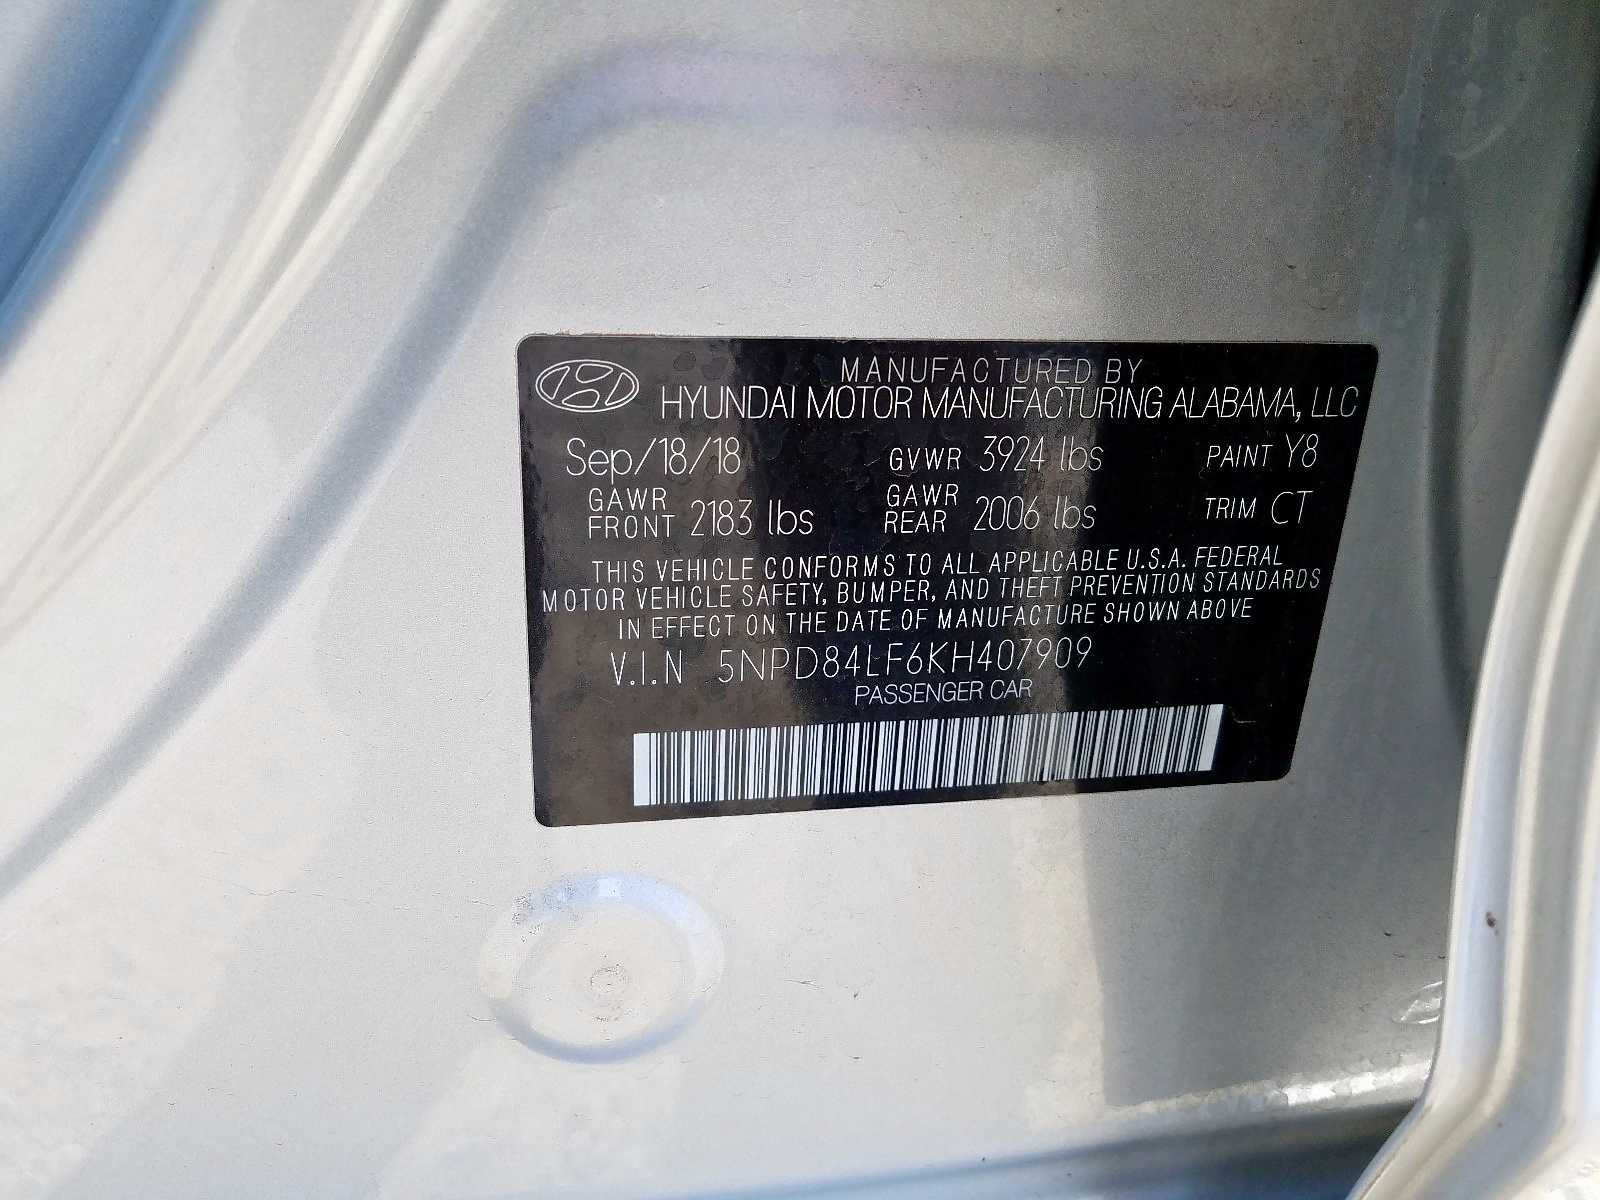 MANUFACTURED BY
HYUNDAI MOTOR MANUFACTURING ALABAMA, LLC
Sep/18/18 GVWR 3924 lbs PAINT Y8
GAWR FRONT 2183 lbs GAWR REAR 2006 lbs TRIM CT
THIS VEHICLE CONFORMS TO ALL APPLICABLE U.S.A. FEDERAL
MOTOR VEHICLE SAFETY, BUMPER, AND THEFT PREVENTION STANDARDS
IN EFFECT ON THE DATE OF MANUFACTURE SHOWN ABOVE
V.I.N 5NPD84LF6KH407909
PASSENGER CAR